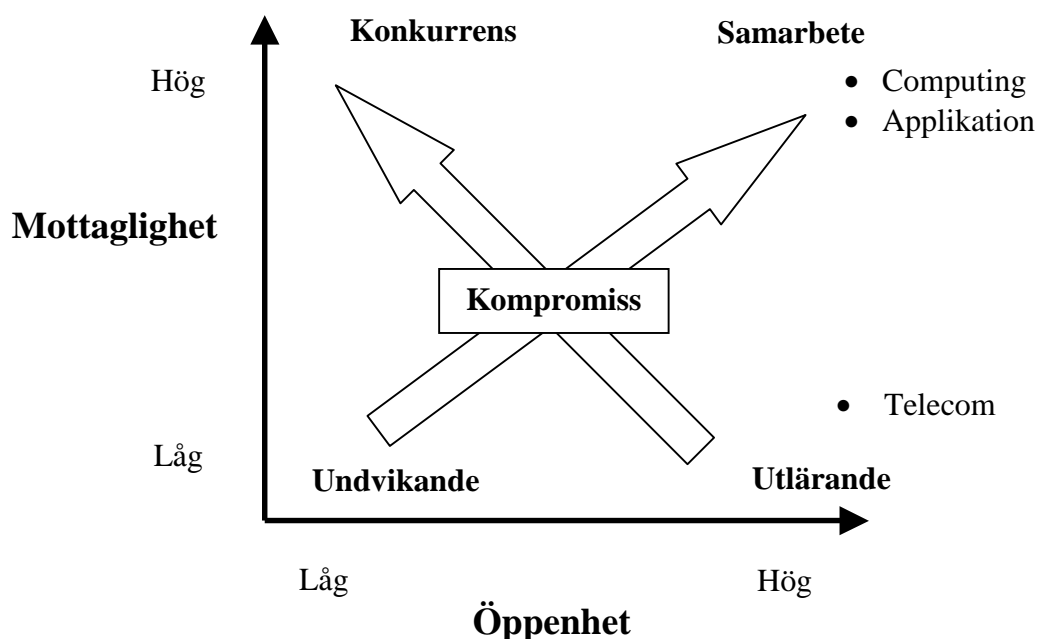 Konkurrens
Samarbete
Hög
• Computing
• Applikation
Mottaglighet
Kompromiss
• Telecom
Låg
Undvikande
Utlärande
Låg
Hög
Öppenhet